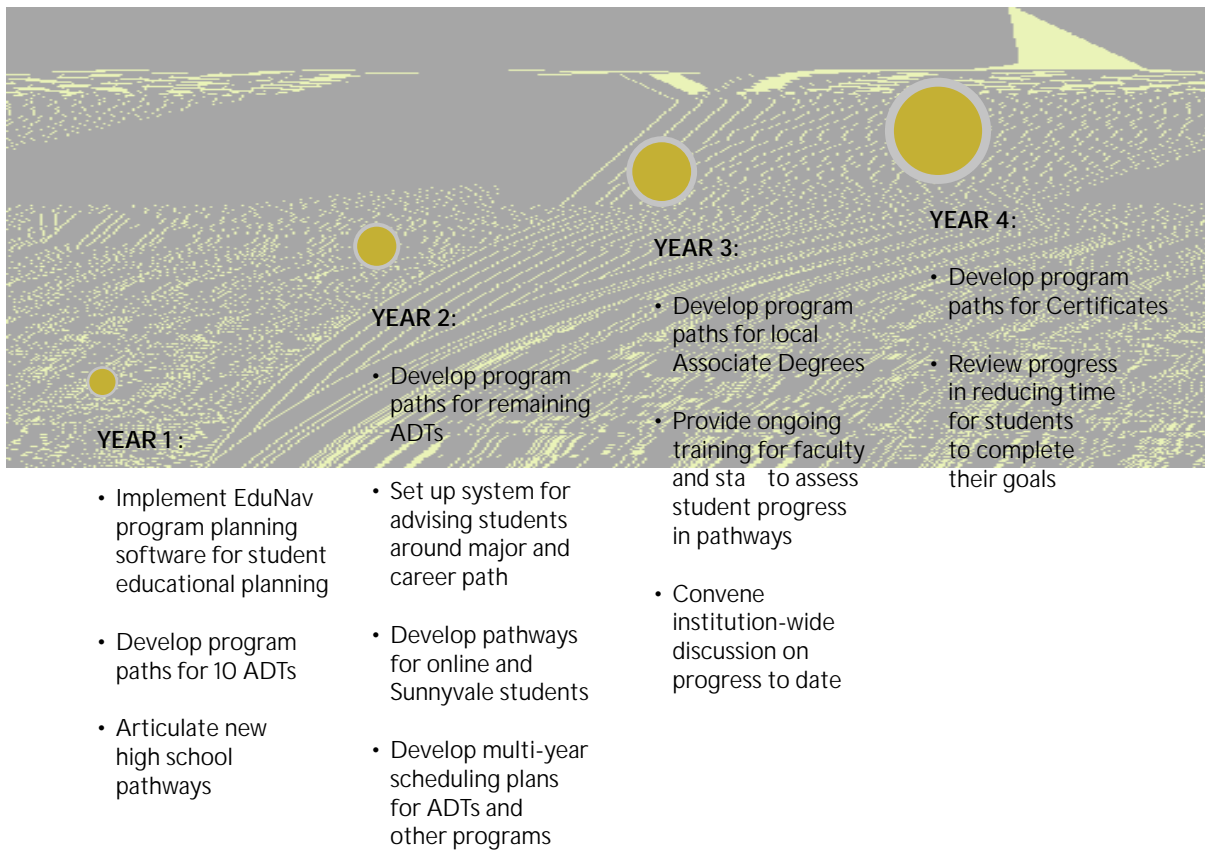 YEAR 1:
• Implement EduNav
program planning
software for student
educational planning
• Develop program
paths for 10 ADTs
• Articulate new
high school
pathways
YEAR 2:
• Develop program
paths for remaining
ADTs
• Set up system for
advising students
around major and
career path
• Develop pathways
for online and
Sunnyvale students
• Develop multi-year
scheduling plans
for ADTs and
other programs
YEAR 3:
• Develop program
paths for local
Associate Degrees
• Provide ongoing
training for faculty
and sta to assess
student progress
in pathways
• Convene
institution-wide
discussion on
progress to date
YEAR 4:
• Develop program
paths for Certificates
• Review progress
in reducing time
for students
to complete
their goals